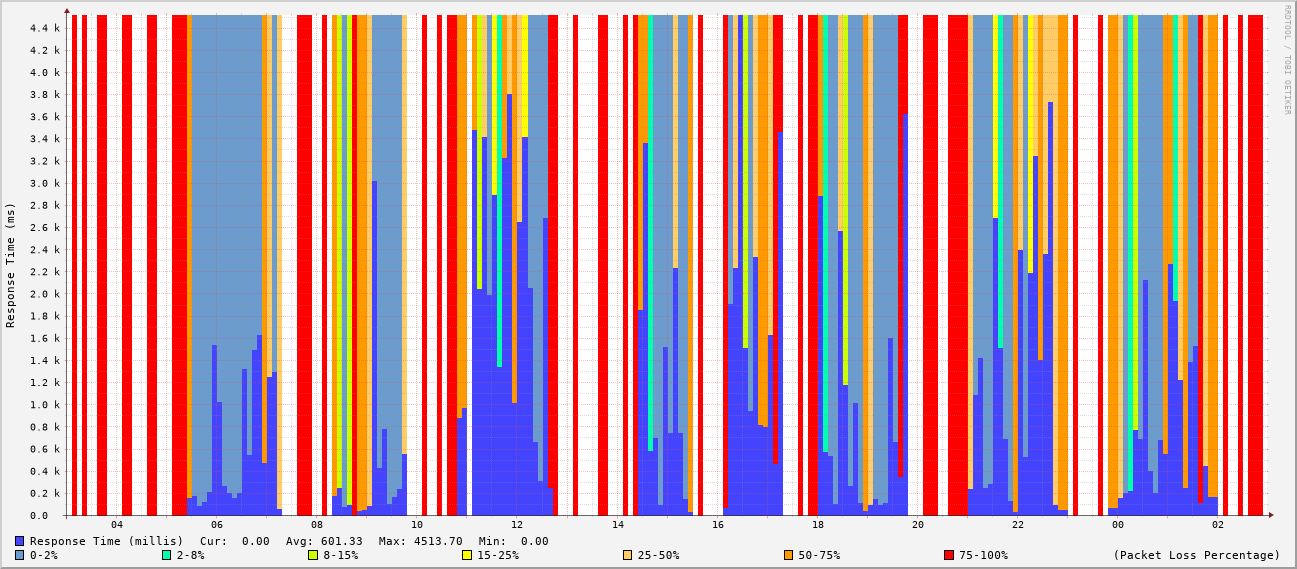 RRDTOOL / TOBI OETIKER
Response Time (ms)
4.4 k
4.2 k
4.0 k
3.8 k
3.6 k
3.4 k
3.2 k
3.0 k
2.8 k
2.6 k
2.4 k
2.2 k
2.0 k
1.8 k
1.6 k
1.4 k
1.2 k
1.0 k
0.8 k
0.6 k
0.4 k
0.2 k
0.0
04 06 08 10 12 14 16 18 20 22 00 02
Response Time (millis) Cur: 0.00 Avg: 601.33 Max: 4513.70 Min: 0.00
0-2% 2-8% 8-15% 15-25% 25-50% 50-75% 75-100% (Packet Loss Percentage)